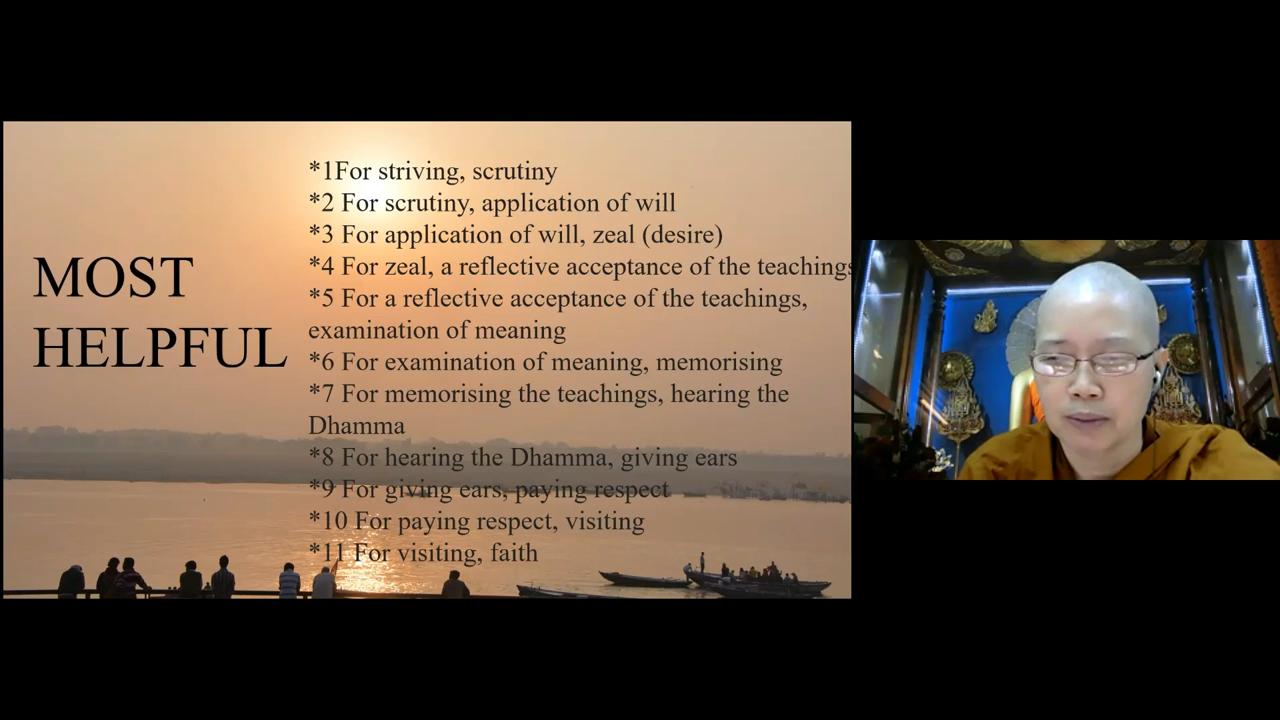 MOST
HELPFUL
*1For striving, scrutiny
*2 For scrutiny, application of will
*3 For application of will, zeal (desire)
*4 For zeal, a reflective acceptance of the teachings
*5 For a reflective acceptance of the teachings,
examination of meaning
*6 For examination of meaning, memorising
*7 For memorising the teachings, hearing the
Dhamma
*8 For hearing the Dhamma, giving ears
*9 For giving ears, paying respect
*10 For paying respect, visiting
*11 For visiting, faith